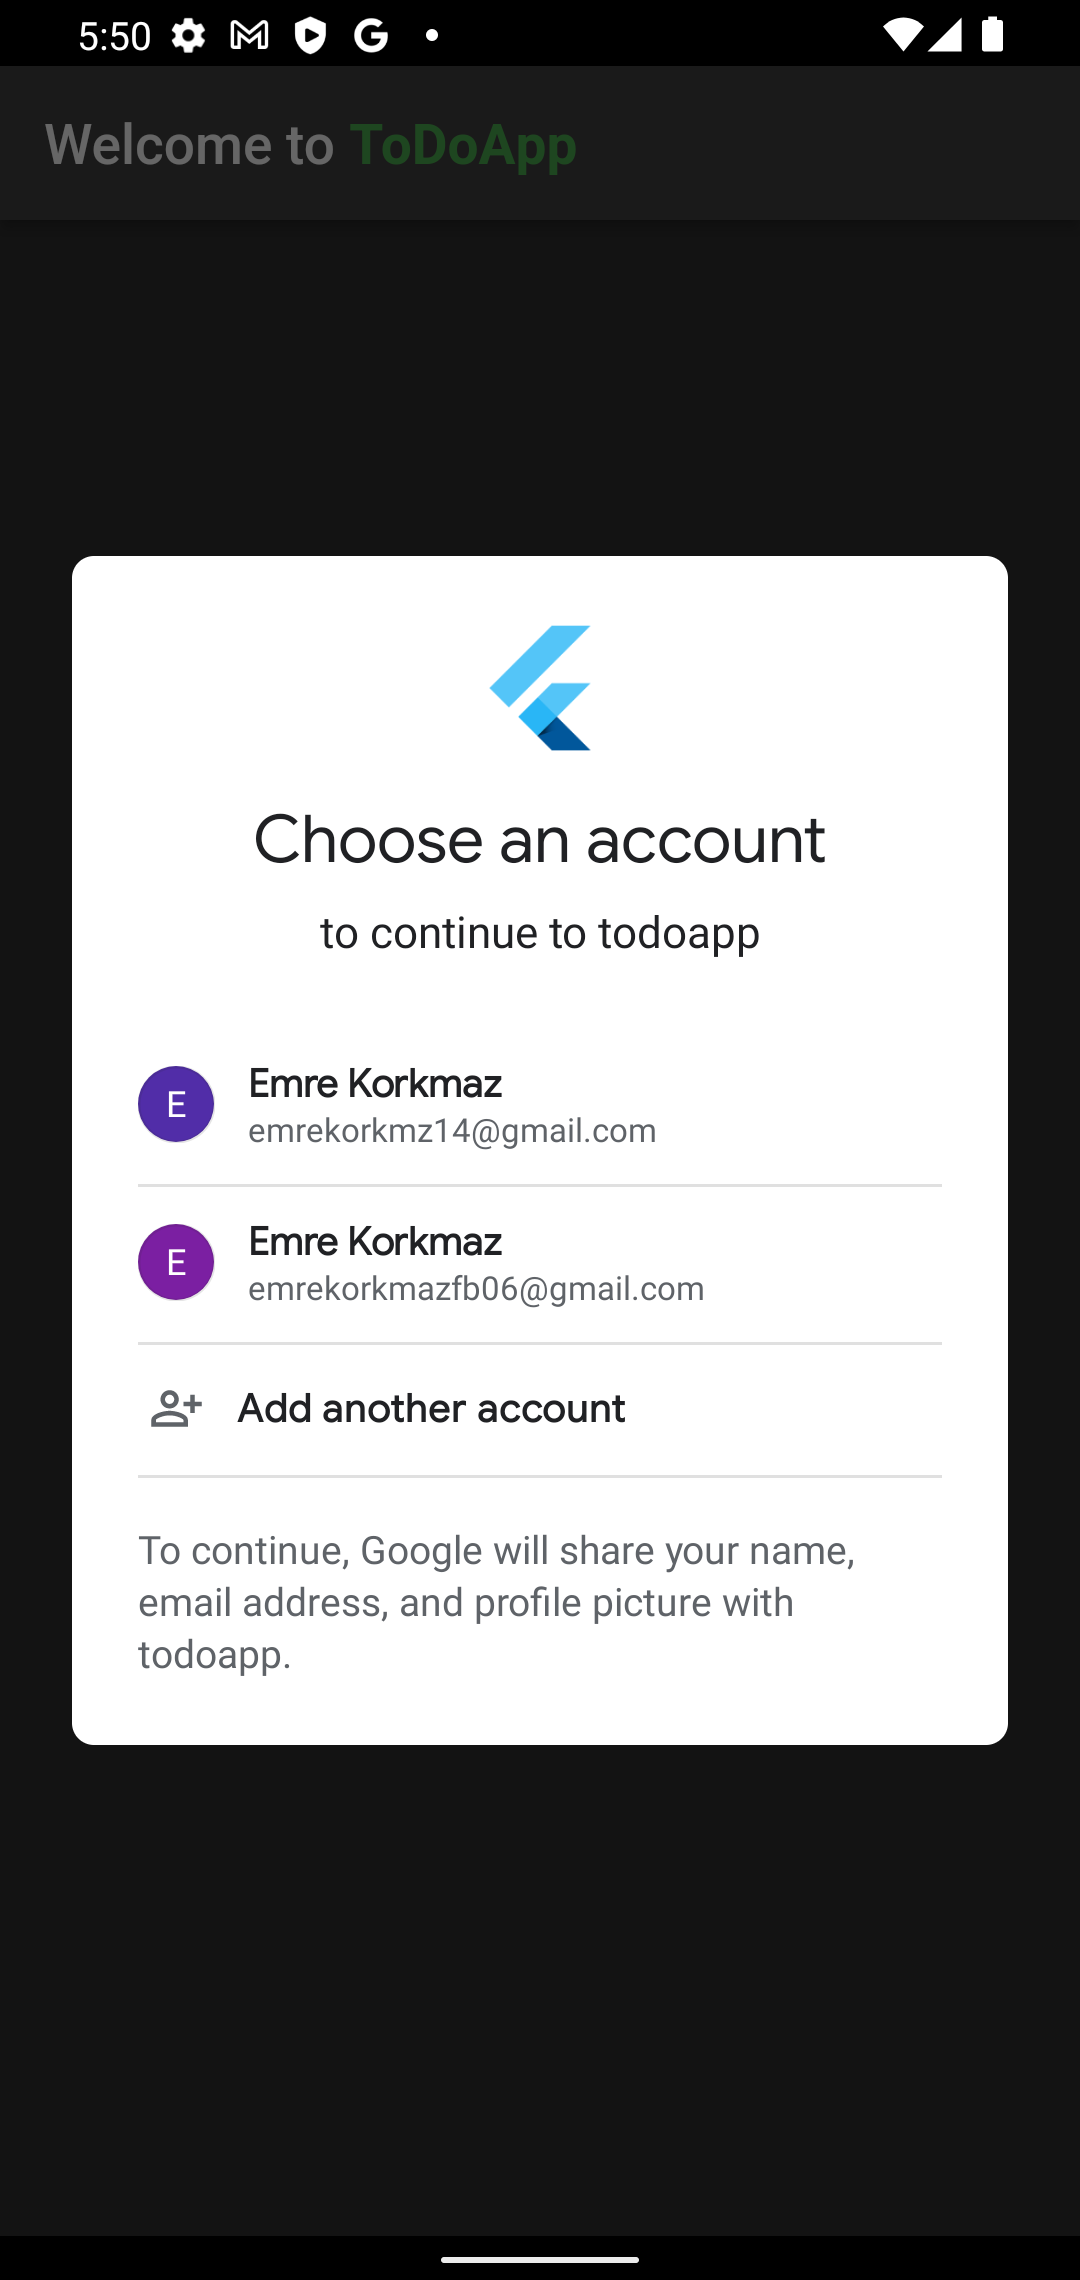 5:50
Welcome to ToDoApp
Choose an account
to continue to todoapp
E
Emre Korkmaz
emrekorkmz14@gmail.com
E
Emre Korkmaz
emrekorkmazfb06@gmail.com
Add another account
To continue, Google will share your name,
email address, and profile picture with
todoapp.